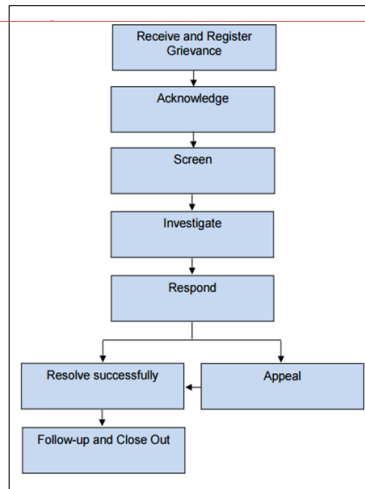 Receive and Register
Grievance
Acknowledge
Screen
Investigate
Respond
Resolve successfully
Appeal
Follow-up and Close Out